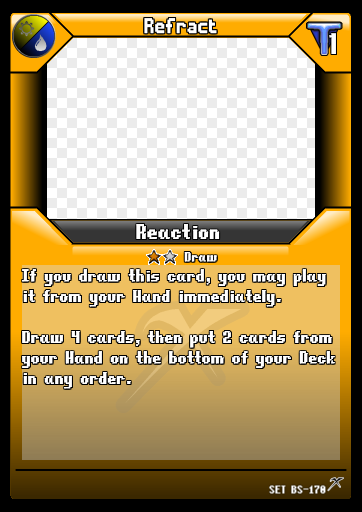 Refract
T1
Reaction
Draw
If you draw this card, you may play
it from your Hand immediately.
Draw 4 cards, then put 2 cards from
your Hand on the bottom of your Deck
in any order.
SET BS-170